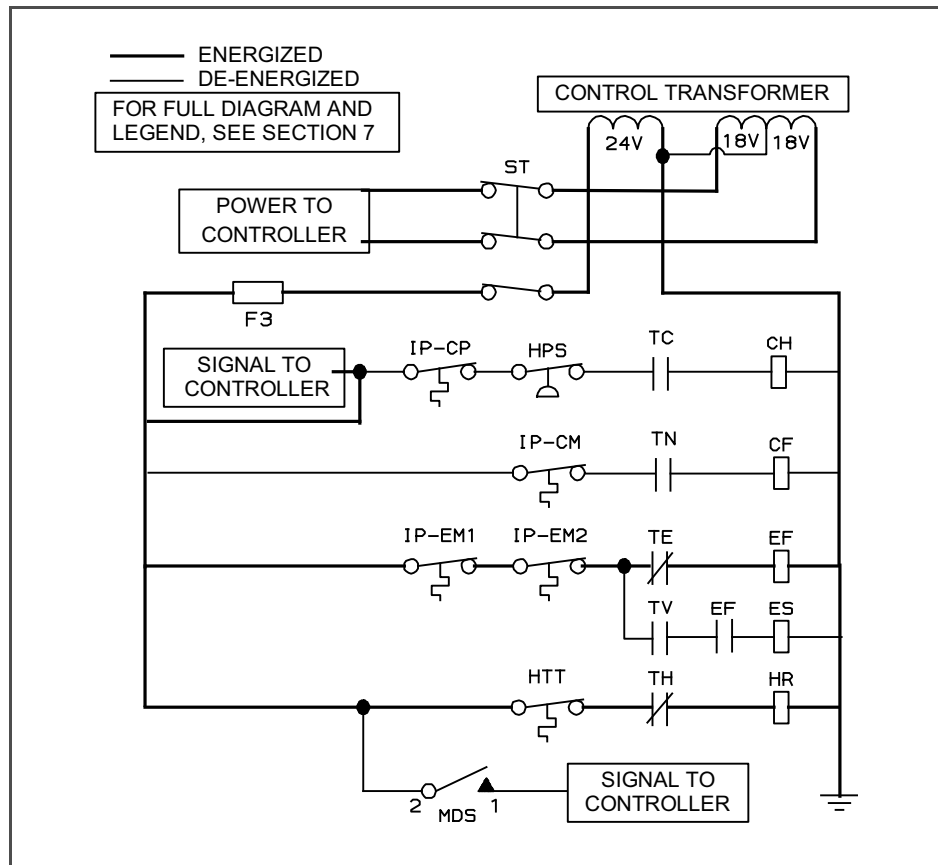 ENERGIZED
DE-ENERGIZED
FOR FULL DIAGRAM AND
LEGEND, SEE SECTION 7
CONTROL TRANSFORMER
24V
18V
18V
ST
POWER TO
CONTROLLER
F3
SIGNAL TO
CONTROLLER
IP-CP
HPS
TC
CH
IP-CM
TN
CF
IP-EM1
IP-EM2
TE
EF
TV
EF
ES
HTT
TH
HR
2
MDS
1
SIGNAL TO
CONTROLLER